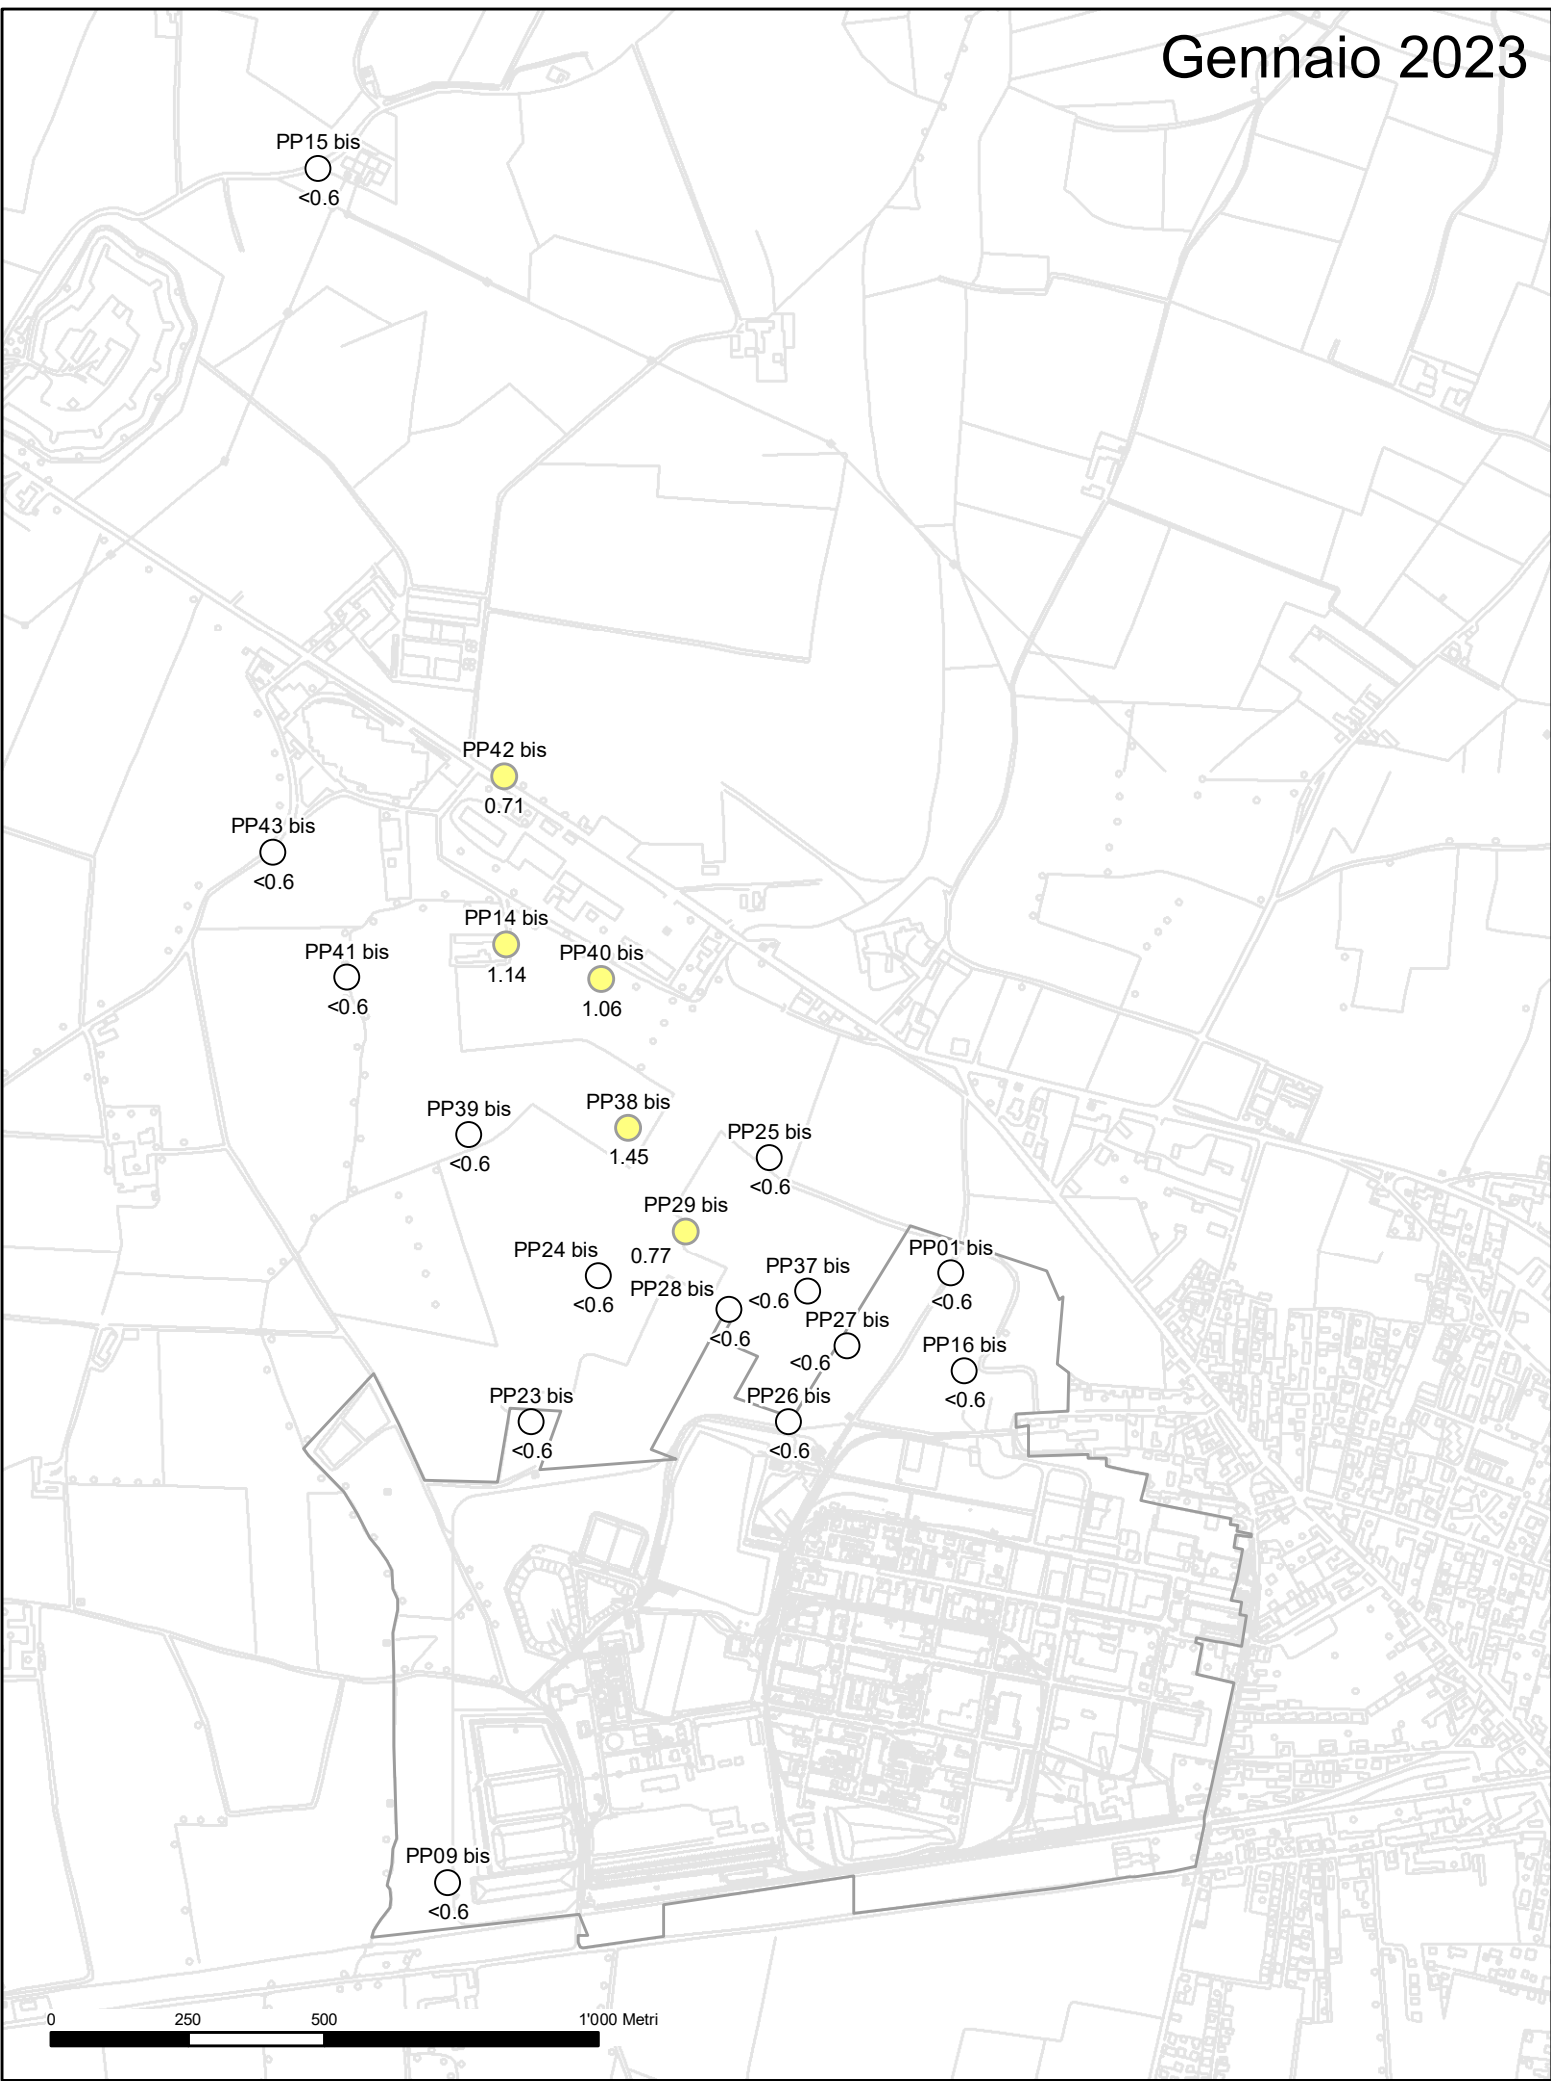 Gennaio 2023
PP15 bis
<0.6
PP42 bis
0.71
PP43 bis
<0.6
PP14 bis
1.14
PP40 bis
1.06
PP41 bis
<0.6
PP38 bis
1.45
PP39 bis
<0.6
PP25 bis
<0.6
PP29 bis
0.77
PP24 bis
<0.6
PP28 bis
<0.6
PP37 bis
<0.6
PP01 bis
<0.6
PP27 bis
<0.6
PP16 bis
<0.6
PP23 bis
<0.6
PP26 bis
<0.6
PP09 bis
<0.6
0 250 500 1'000 Metri